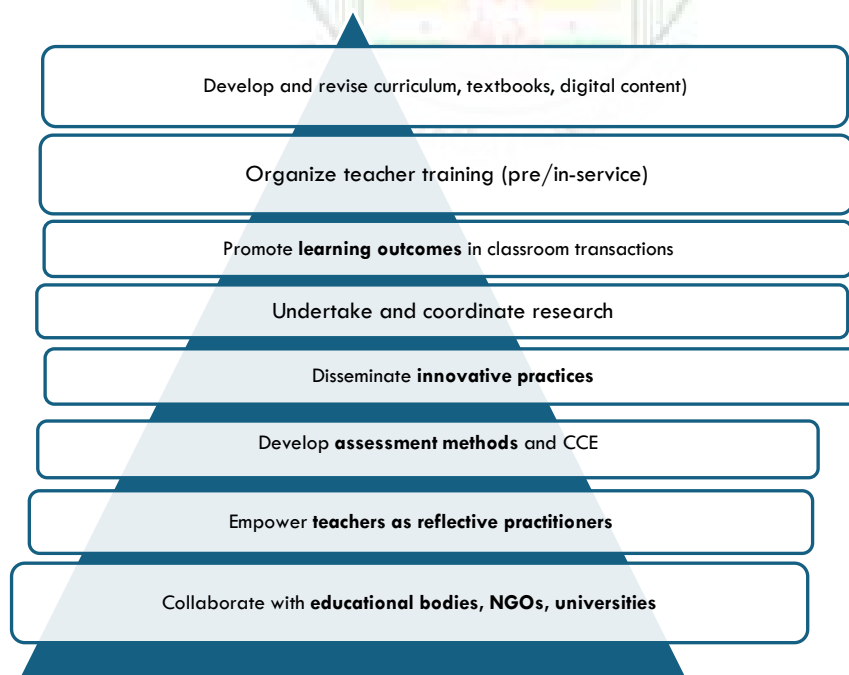 Develop and revise curriculum, textbooks, digital content)
Organize teacher training (pre/in-service)
Promote learning outcomes in classroom transactions
Undertake and coordinate research
Disseminate innovative practices
Develop assessment methods and CCE
Empower teachers as reflective practitioners
Collaborate with educational bodies, NGOs, universities